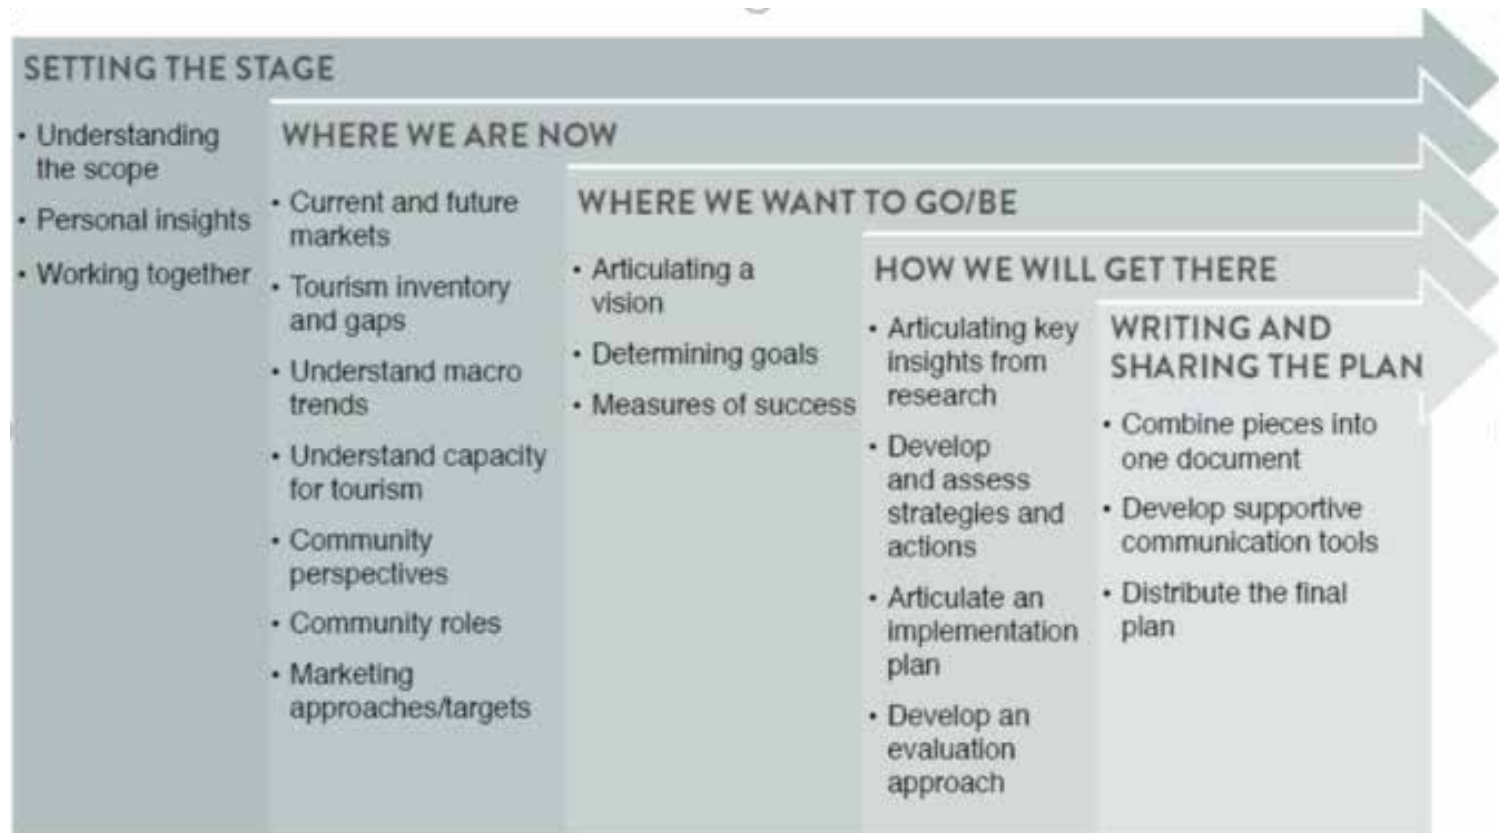 SETTING THE STAGE
• Understanding
the scope
• Personal insights
• Working together
WHERE WE ARE NOW
• Current and future
markets
• Tourism inventory
and gaps
• Understand macro
trends
• Understand capacity
for tourism
• Community
perspectives
• Community roles
• Marketing
approaches/targets
WHERE WE WANT TO GO/BE
• Articulating a
vision
• Determining goals
• Measures of success
HOW WE WILL GET THERE
• Articulating key
insights from
research
• Develop
and assess
strategies and
actions
• Articulate an
implementation
plan
• Develop an
evaluation
approach
WRITING AND
SHARING THE PLAN
• Combine pieces into
one document
• Develop supportive
communication tools
• Distribute the final
plan